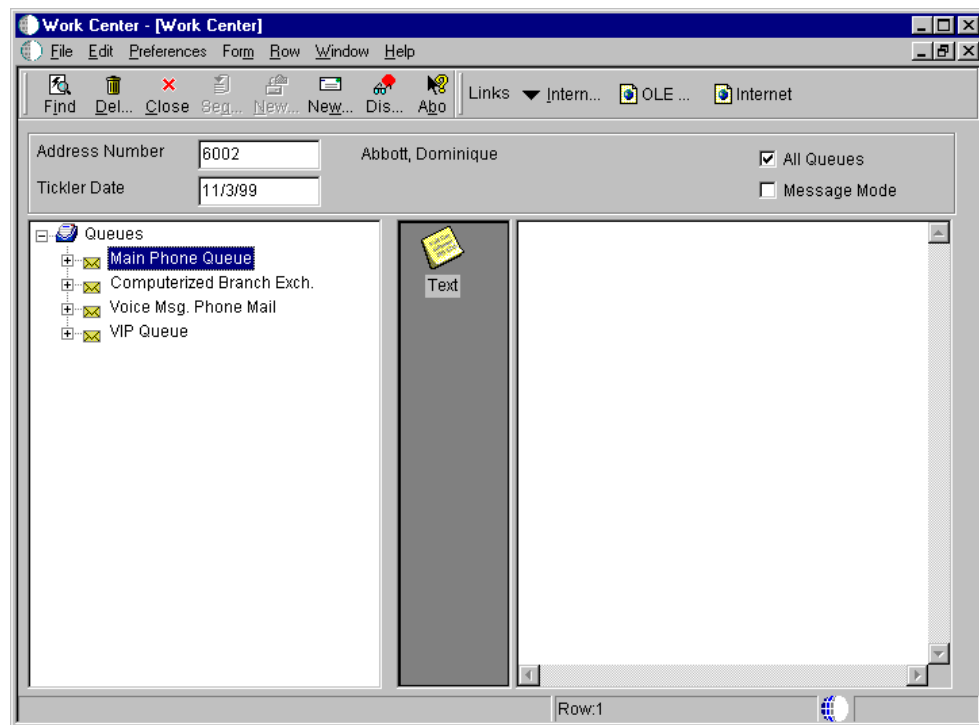 Work Center - [Work Center]
File Edit Preferences Form Row Window Help
Find Del... Close Seq... New... New... Dis... Abo Links Intern... OLE ... Internet
Address Number 6002 Abbott, Dominique All Queues
Tickler Date 11/3/99 Message Mode
Queues
Main Phone Queue
Computerized Branch Exch.
Voice Msg. Phone Mail
VIP Queue
Text
Row:1